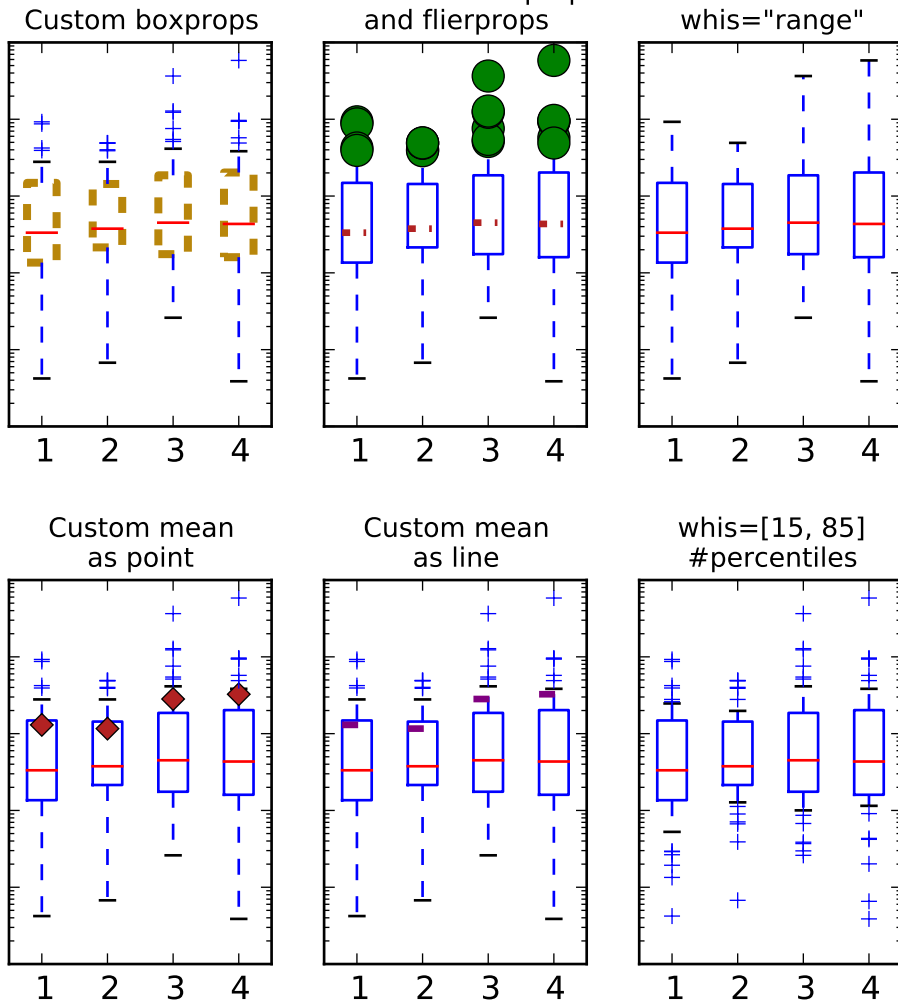 Custom boxprops
and flierprops
whis="range"
1 2 3 4
1 2 3 4
1 2 3 4
Custom mean
as point
Custom mean
as line
whis=[15, 85]
#percentiles
1 2 3 4
1 2 3 4
1 2 3 4